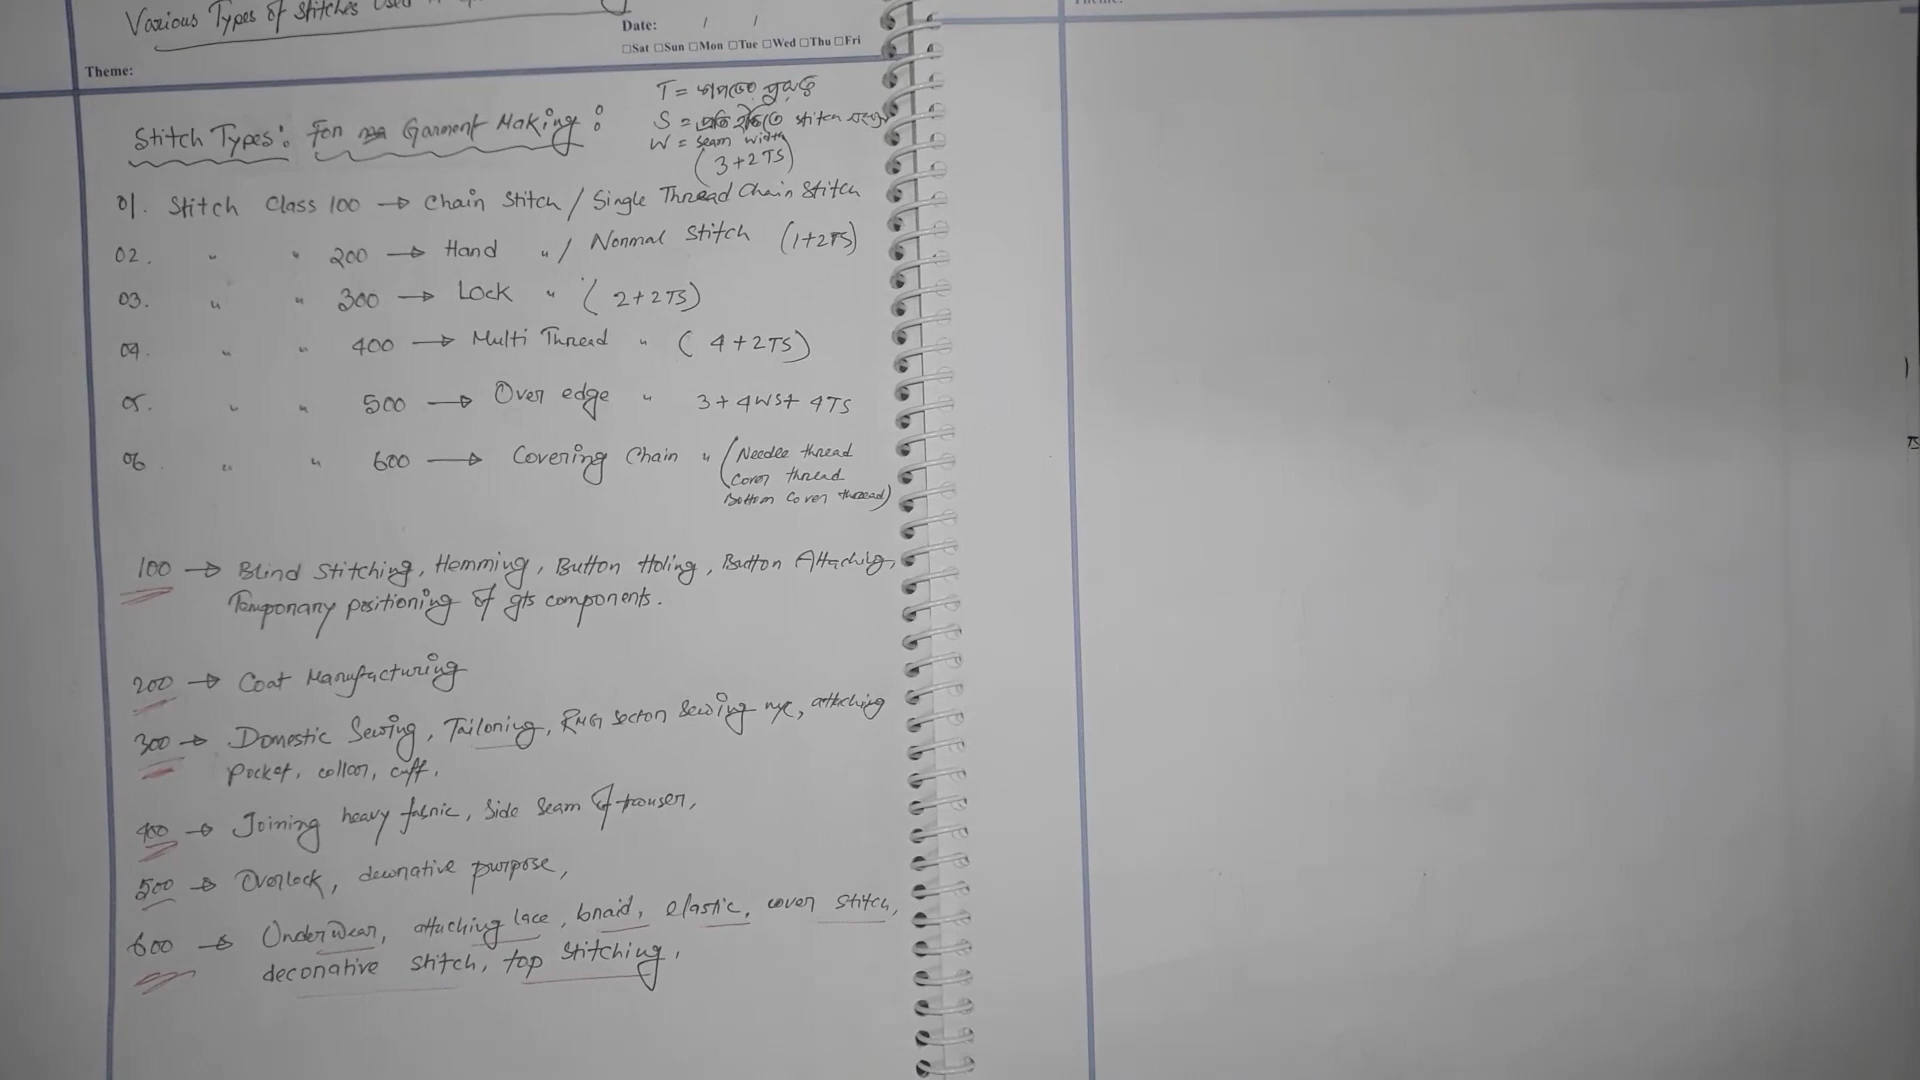 Various Types of Stitches Used
Date: / /
□Sat □Sun □Mon □Tue □Wed □Thu □Fri
Theme:
T = কাপড়ের পুরুত্ব
S = প্রতি ইঞ্চিতে stitch সংখ্যা
W = seam width
Stitch Types: For Garment Making:
(3+2TS)
01. Stitch Class 100 → Chain Stitch / Single Thread Chain Stitch
02. " " 200 → Hand " / Normal Stitch (1+2TS)
03. " " 300 → Lock " (2+2TS)
04. " " 400 → Multi Thread " (4+2TS)
05. " " 500 → Over edge " 3+4WS+4TS
06. " " 600 → Covering Chain " (Needle thread
Cover thread
Bottom Cover thread)
100 → Blind Stitching, Hemming, Button Holing, Button Attaching,
Temporary positioning of gts components.
200 → Coat Manufacturing
300 → Domestic Sewing, Tailoring, RMG sector Sewing, attaching
Pocket, collar, cuff.
400 → Joining heavy fabric, Side Seam of trouser,
500 → Overlock, decorative purpose,
600 → Underwear, attaching lace, braid, elastic, cover stitch,
decorative stitch, top stitching,